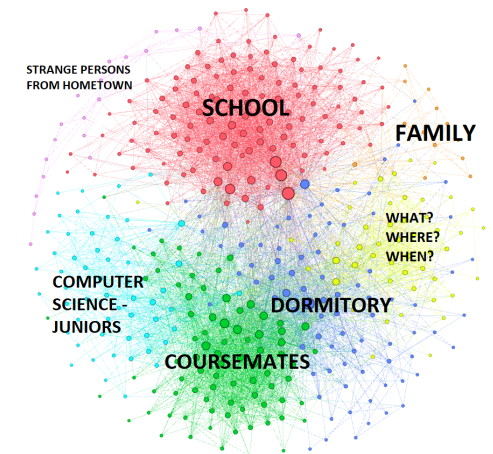 STRANGE PERSONS
FROM HOMETOWN
SCHOOL
FAMILY
WHAT?
WHERE?
WHEN?
COMPUTER
SCIENCE -
JUNIORS
DORMITORY
COURSEMATES